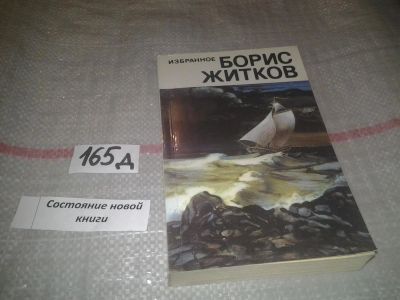 ИЗБРАННОЕ
БОРИС
ЖИТКОВ
165д
Состояние новой
книги